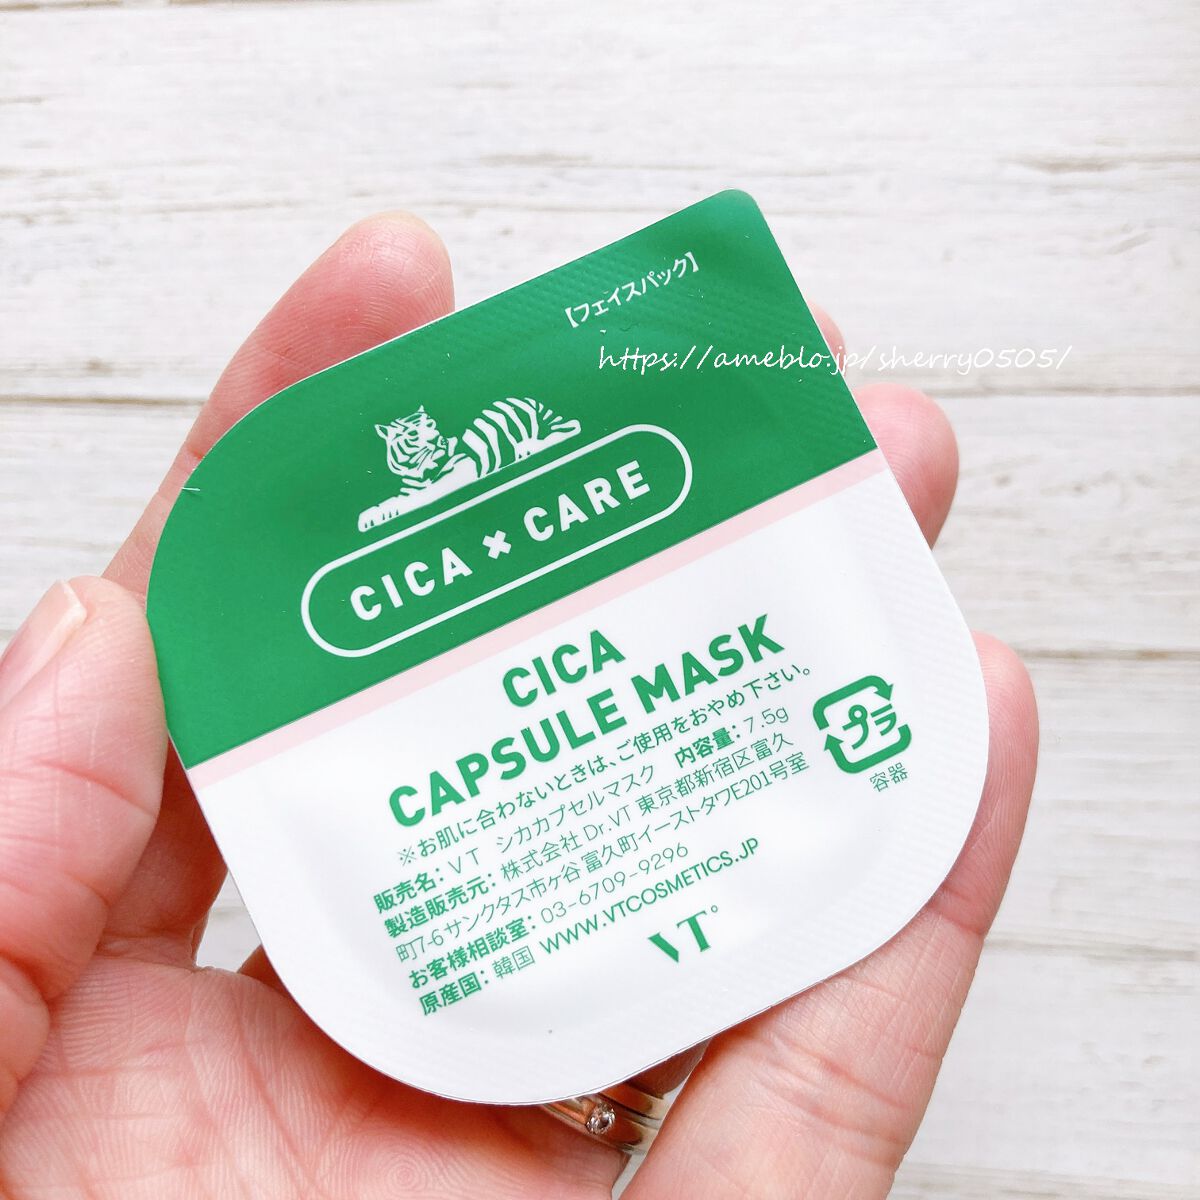 【フェイスパック】
https://ameblo.jp/sherry0505/
CICA × CARE
CICA
CAPSULE MASK
※お肌に合わないときは、ご使用をおやめ下さい。
販売名：VT シカカプセルマスク 内容量：7.5g
製造販売元：株式会社 Dr.VT 東京都新宿区富久
町7-6サンクタス市ヶ谷富久町イーストタワE201号室
お客様相談室：03-6709-9296
原産国：韓国 WWW.VTCOSMETICS.JP
プラ
容器
VT°